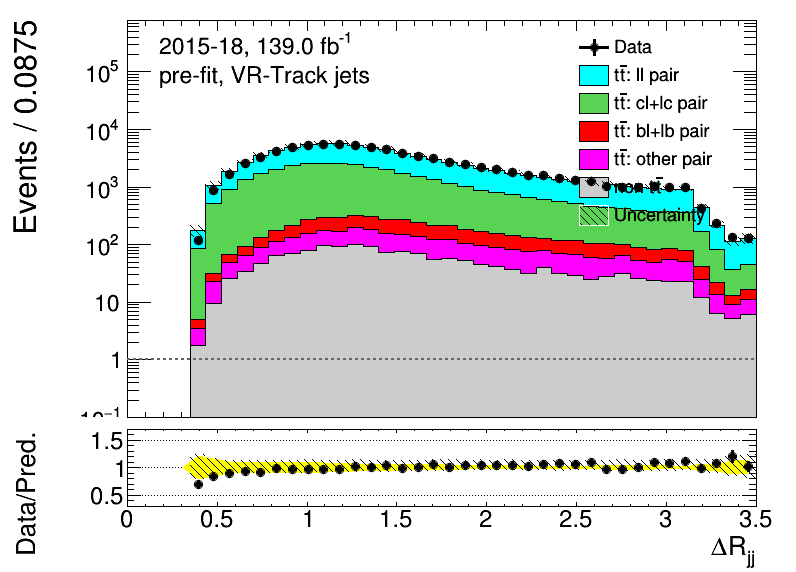 2015-18, 139.0 fb⁻¹
pre-fit, VR-Track jets
Data
tt̄: ll pair
tt̄: cl+lc pair
tt̄: bl+lb pair
tt̄: other pair
Non tt̄
Uncertainty
Events / 0.0875
10⁵
10⁴
10³
10²
10
1
10⁻¹
Data/Pred.
1.5
1
0.5
0 0.5 1 1.5 2 2.5 3 3.5
ΔR_jj